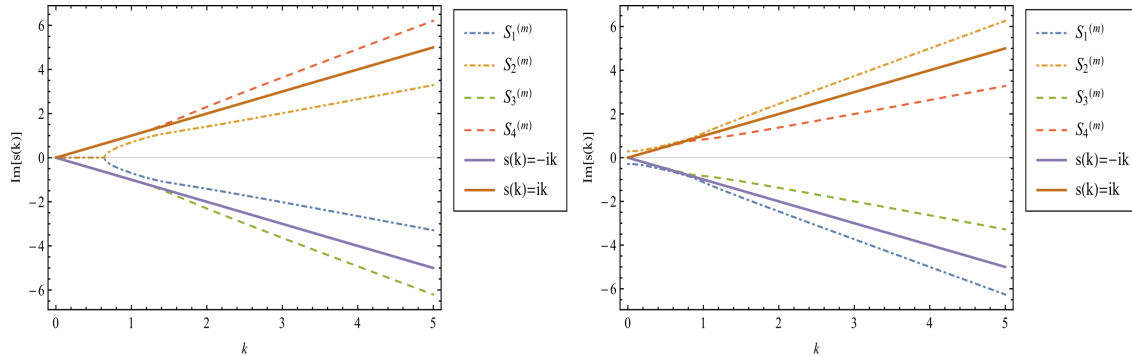 6
4
2
0
−2
−4
−6
Im[s(k)]
0
1
2
3
4
5
k
S₁⁽ᵐ⁾
S₂⁽ᵐ⁾
S₃⁽ᵐ⁾
S₄⁽ᵐ⁾
s(k)=−ik
s(k)=ik
6
4
2
0
−2
−4
−6
Im[s(k)]
0
1
2
3
4
5
k
S₁⁽ᵐ⁾
S₂⁽ᵐ⁾
S₃⁽ᵐ⁾
S₄⁽ᵐ⁾
s(k)=−ik
s(k)=ik